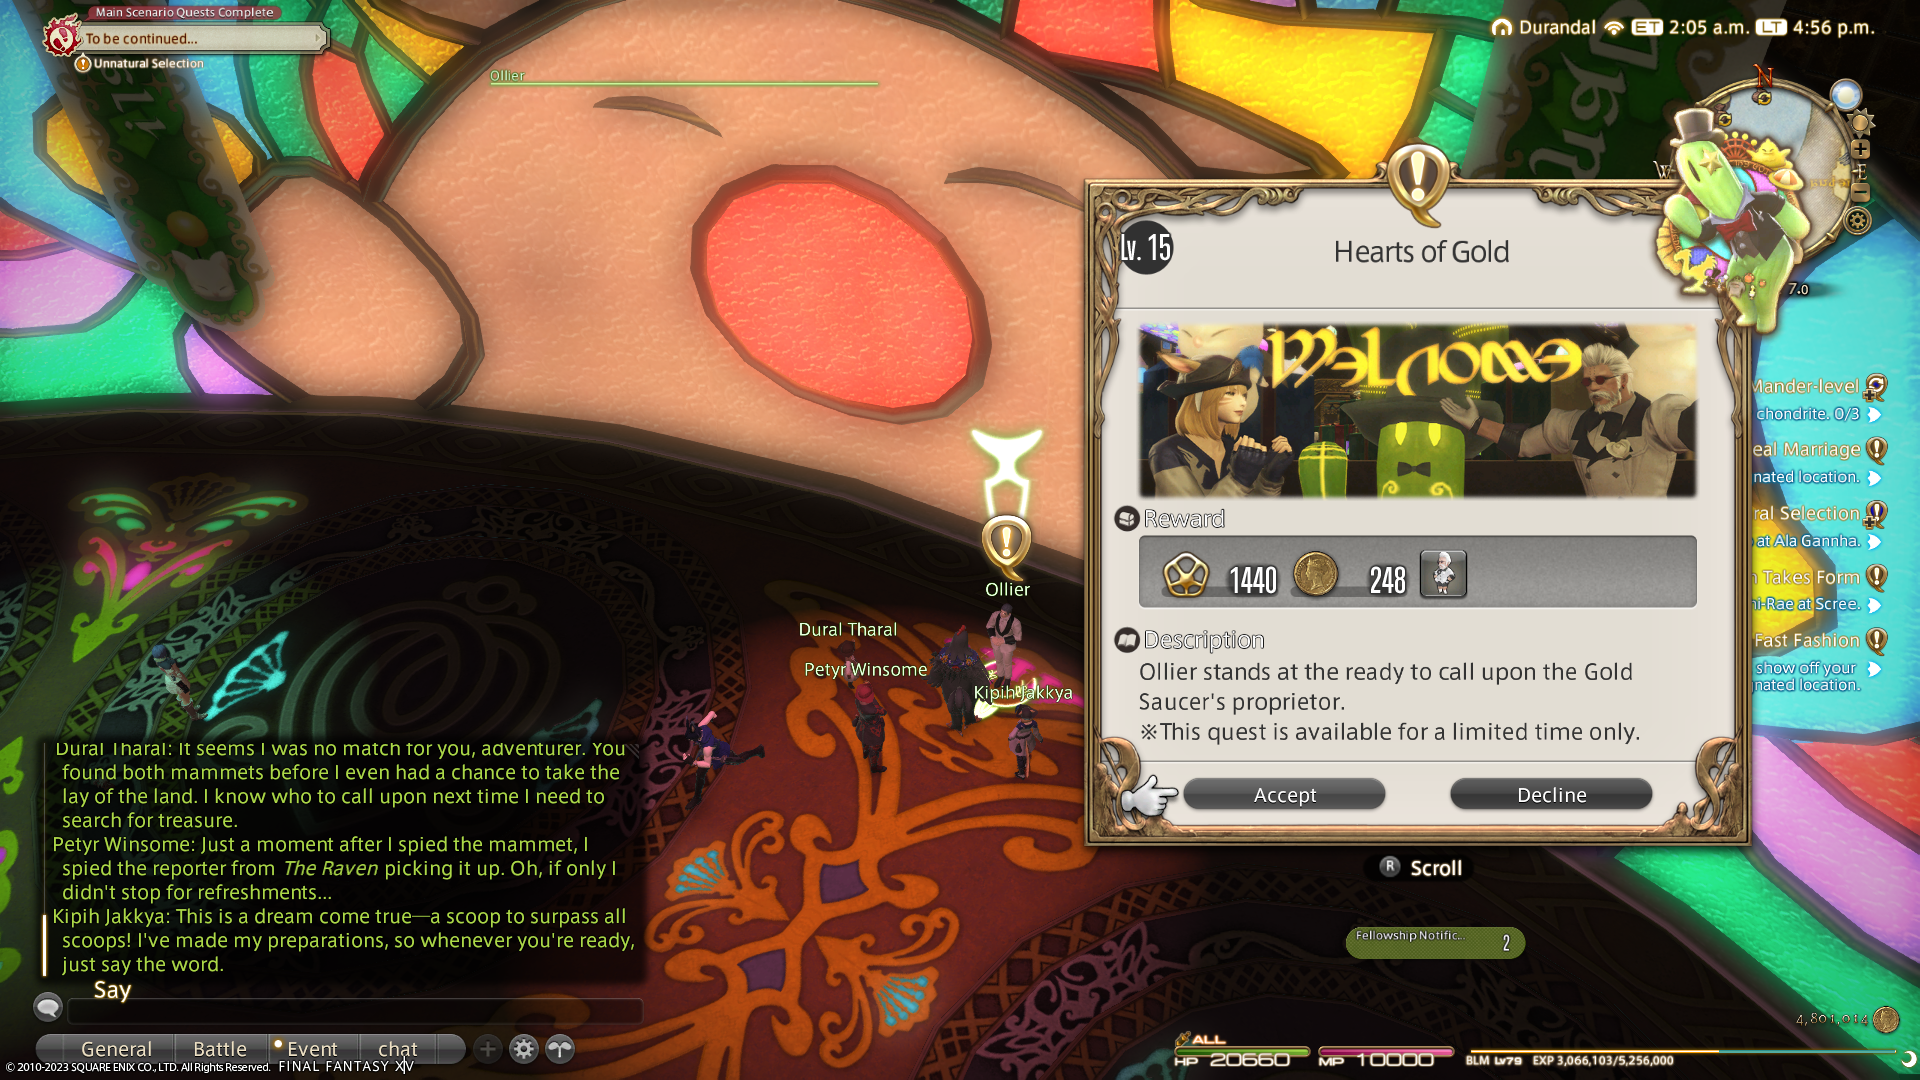 Main Scenario Quests Complete
To be continued...
Unnatural Selection
Durandal ET 2:05 a.m. LT 4:56 p.m.
Ollier
N
W
E
7.0
Lv. 15
Hearts of Gold
Reward
1440
248
Description
Ollier stands at the ready to call upon the Gold
Saucer's proprietor.
※This quest is available for a limited time only.
Accept
Decline
R Scroll
Mander-level
chondrite. 0/3
eal Marriage
nated location.
ral Selection
at Ala Gannha.
n Takes Form
ni-Rae at Scree.
Fast Fashion
show off your
nated location.
Ollier
Dural Tharal
Petyr Winsome
Kipih Jakkya
Dural Tharal: It seems I was no match for you, adventurer. You
found both mammets before I even had a chance to take the
lay of the land. I know who to call upon next time I need to
search for treasure.
Petyr Winsome: Just a moment after I spied the mammet, I
spied the reporter from The Raven picking it up. Oh, if only I
didn't stop for refreshments...
Kipih Jakkya: This is a dream come true—a scoop to surpass all
scoops! I've made my preparations, so whenever you're ready,
just say the word.
Say
General
Battle
Event
chat
© 2010-2023 SQUARE ENIX CO., LTD. All Rights Reserved. FINAL FANTASY XIV
Fellowship Notific... 2
4,801,014
ALL
HP 20660
MP 10000
BLM Lv79 EXP 3,066,103/5,256,000